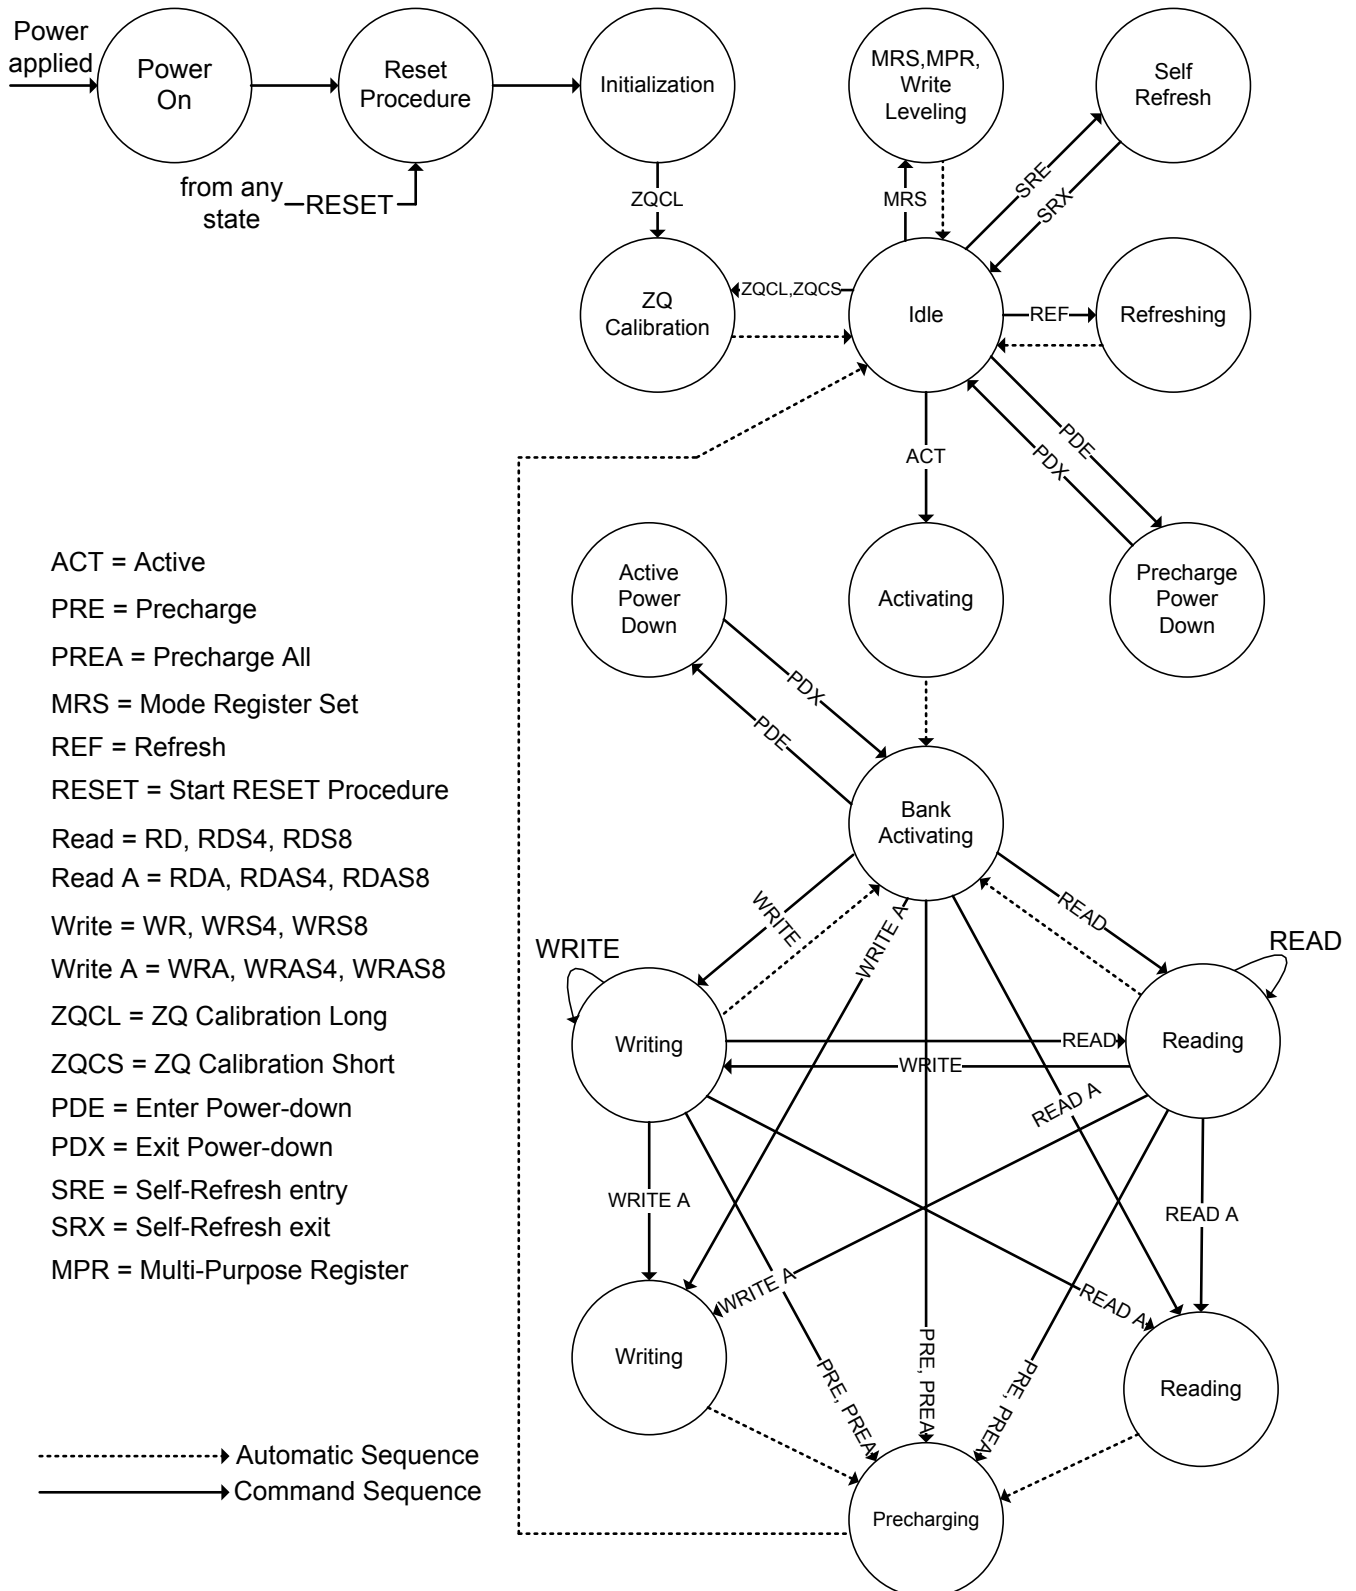 Power
applied
Power
On
Reset
Procedure
Initialization
MRS,MPR,
Write
Leveling
Self
Refresh
from any
state
RESET
ZQCL
MRS
SRE
SRX
ZQ
Calibration
ZQCL,ZQCS
Idle
REF
Refreshing
ACT
PDE
PDX
Active
Power
Down
Activating
Precharge
Power
Down
PDX
PDE
Bank
Activating
ACT = Active
PRE = Precharge
PREA = Precharge All
MRS = Mode Register Set
REF = Refresh
RESET = Start RESET Procedure
Read = RD, RDS4, RDS8
Read A = RDA, RDAS4, RDAS8
Write = WR, WRS4, WRS8
Write A = WRA, WRAS4, WRAS8
ZQCL = ZQ Calibration Long
ZQCS = ZQ Calibration Short
PDE = Enter Power-down
PDX = Exit Power-down
SRE = Self-Refresh entry
SRX = Self-Refresh exit
MPR = Multi-Purpose Register
WRITE
WRITE A
READ
WRITE
READ
Writing
READ
WRITE
Reading
READ A
WRITE A
READ A
WRITE A
READ A
Writing
PRE, PREA
PRE, PREA
PRE, PREA
Reading
Precharging
Automatic Sequence
Command Sequence